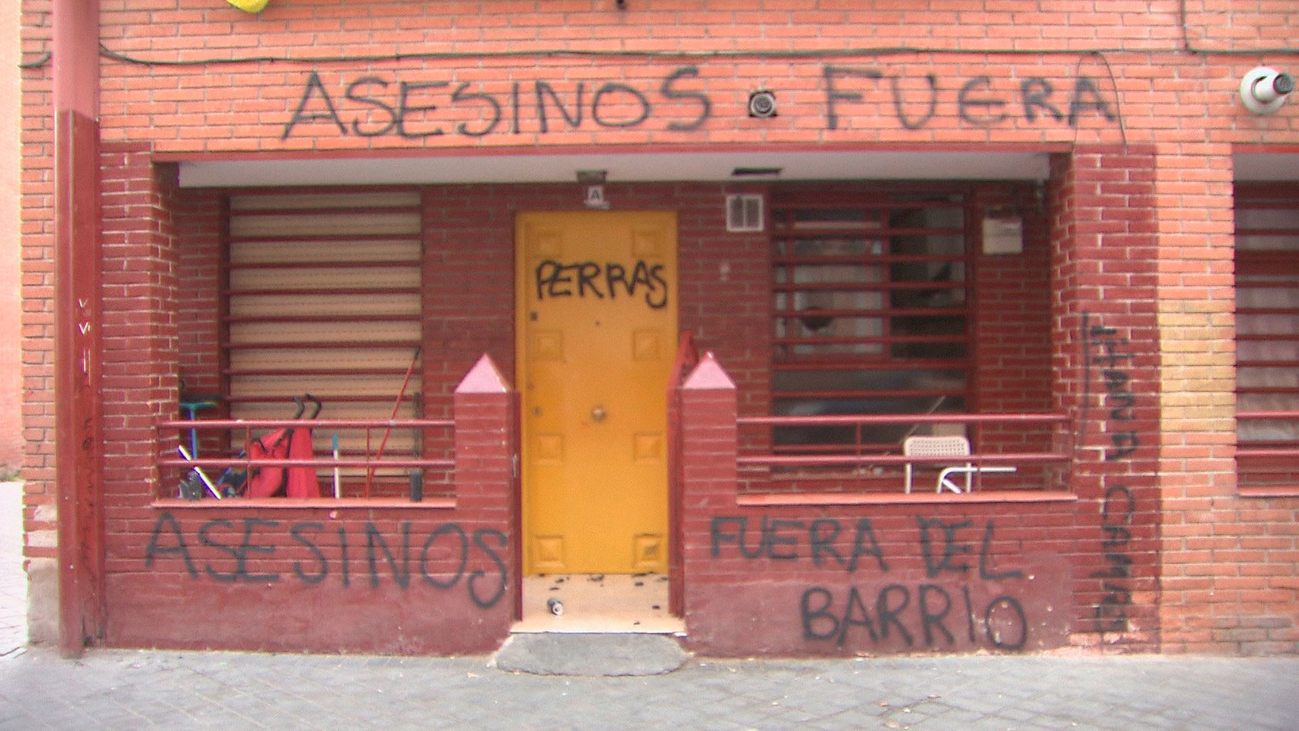 ASESINOS FUERA
A
PERRAS
ASESINOS
FUERA DEL
BARRIO